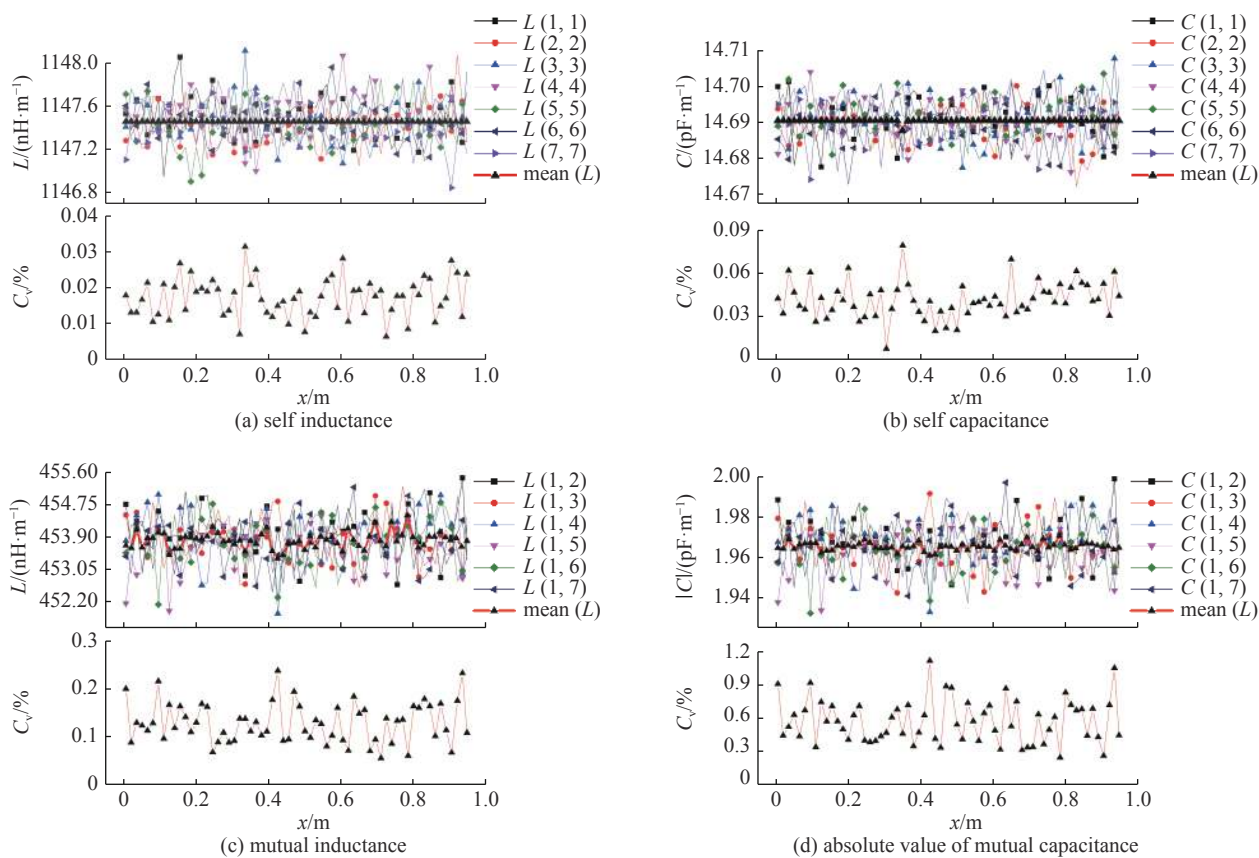 L/(nH·m⁻¹)
1148.0
1147.6
1147.2
1146.8
L (1, 1)
L (2, 2)
L (3, 3)
L (4, 4)
L (5, 5)
L (6, 6)
L (7, 7)
mean (L)
Cᵥ/%
0.04
0.03
0.02
0.01
0
0 0.2 0.4 0.6 0.8 1.0
x/m
(a) self inductance
C/(pF·m⁻¹)
14.71
14.70
14.69
14.68
14.67
C (1, 1)
C (2, 2)
C (3, 3)
C (4, 4)
C (5, 5)
C (6, 6)
C (7, 7)
mean (L)
Cᵥ/%
0.09
0.06
0.03
0
0 0.2 0.4 0.6 0.8 1.0
x/m
(b) self capacitance
L/(nH·m⁻¹)
455.60
454.75
453.90
453.05
452.20
L (1, 2)
L (1, 3)
L (1, 4)
L (1, 5)
L (1, 6)
L (1, 7)
mean (L)
Cᵥ/%
0.3
0.2
0.1
0
0 0.2 0.4 0.6 0.8 1.0
x/m
(c) mutual inductance
|C|/(pF·m⁻¹)
2.00
1.98
1.96
1.94
C (1, 2)
C (1, 3)
C (1, 4)
C (1, 5)
C (1, 6)
C (1, 7)
mean (L)
Cᵥ/%
1.2
0.9
0.6
0.3
0
0 0.2 0.4 0.6 0.8 1.0
x/m
(d) absolute value of mutual capacitance